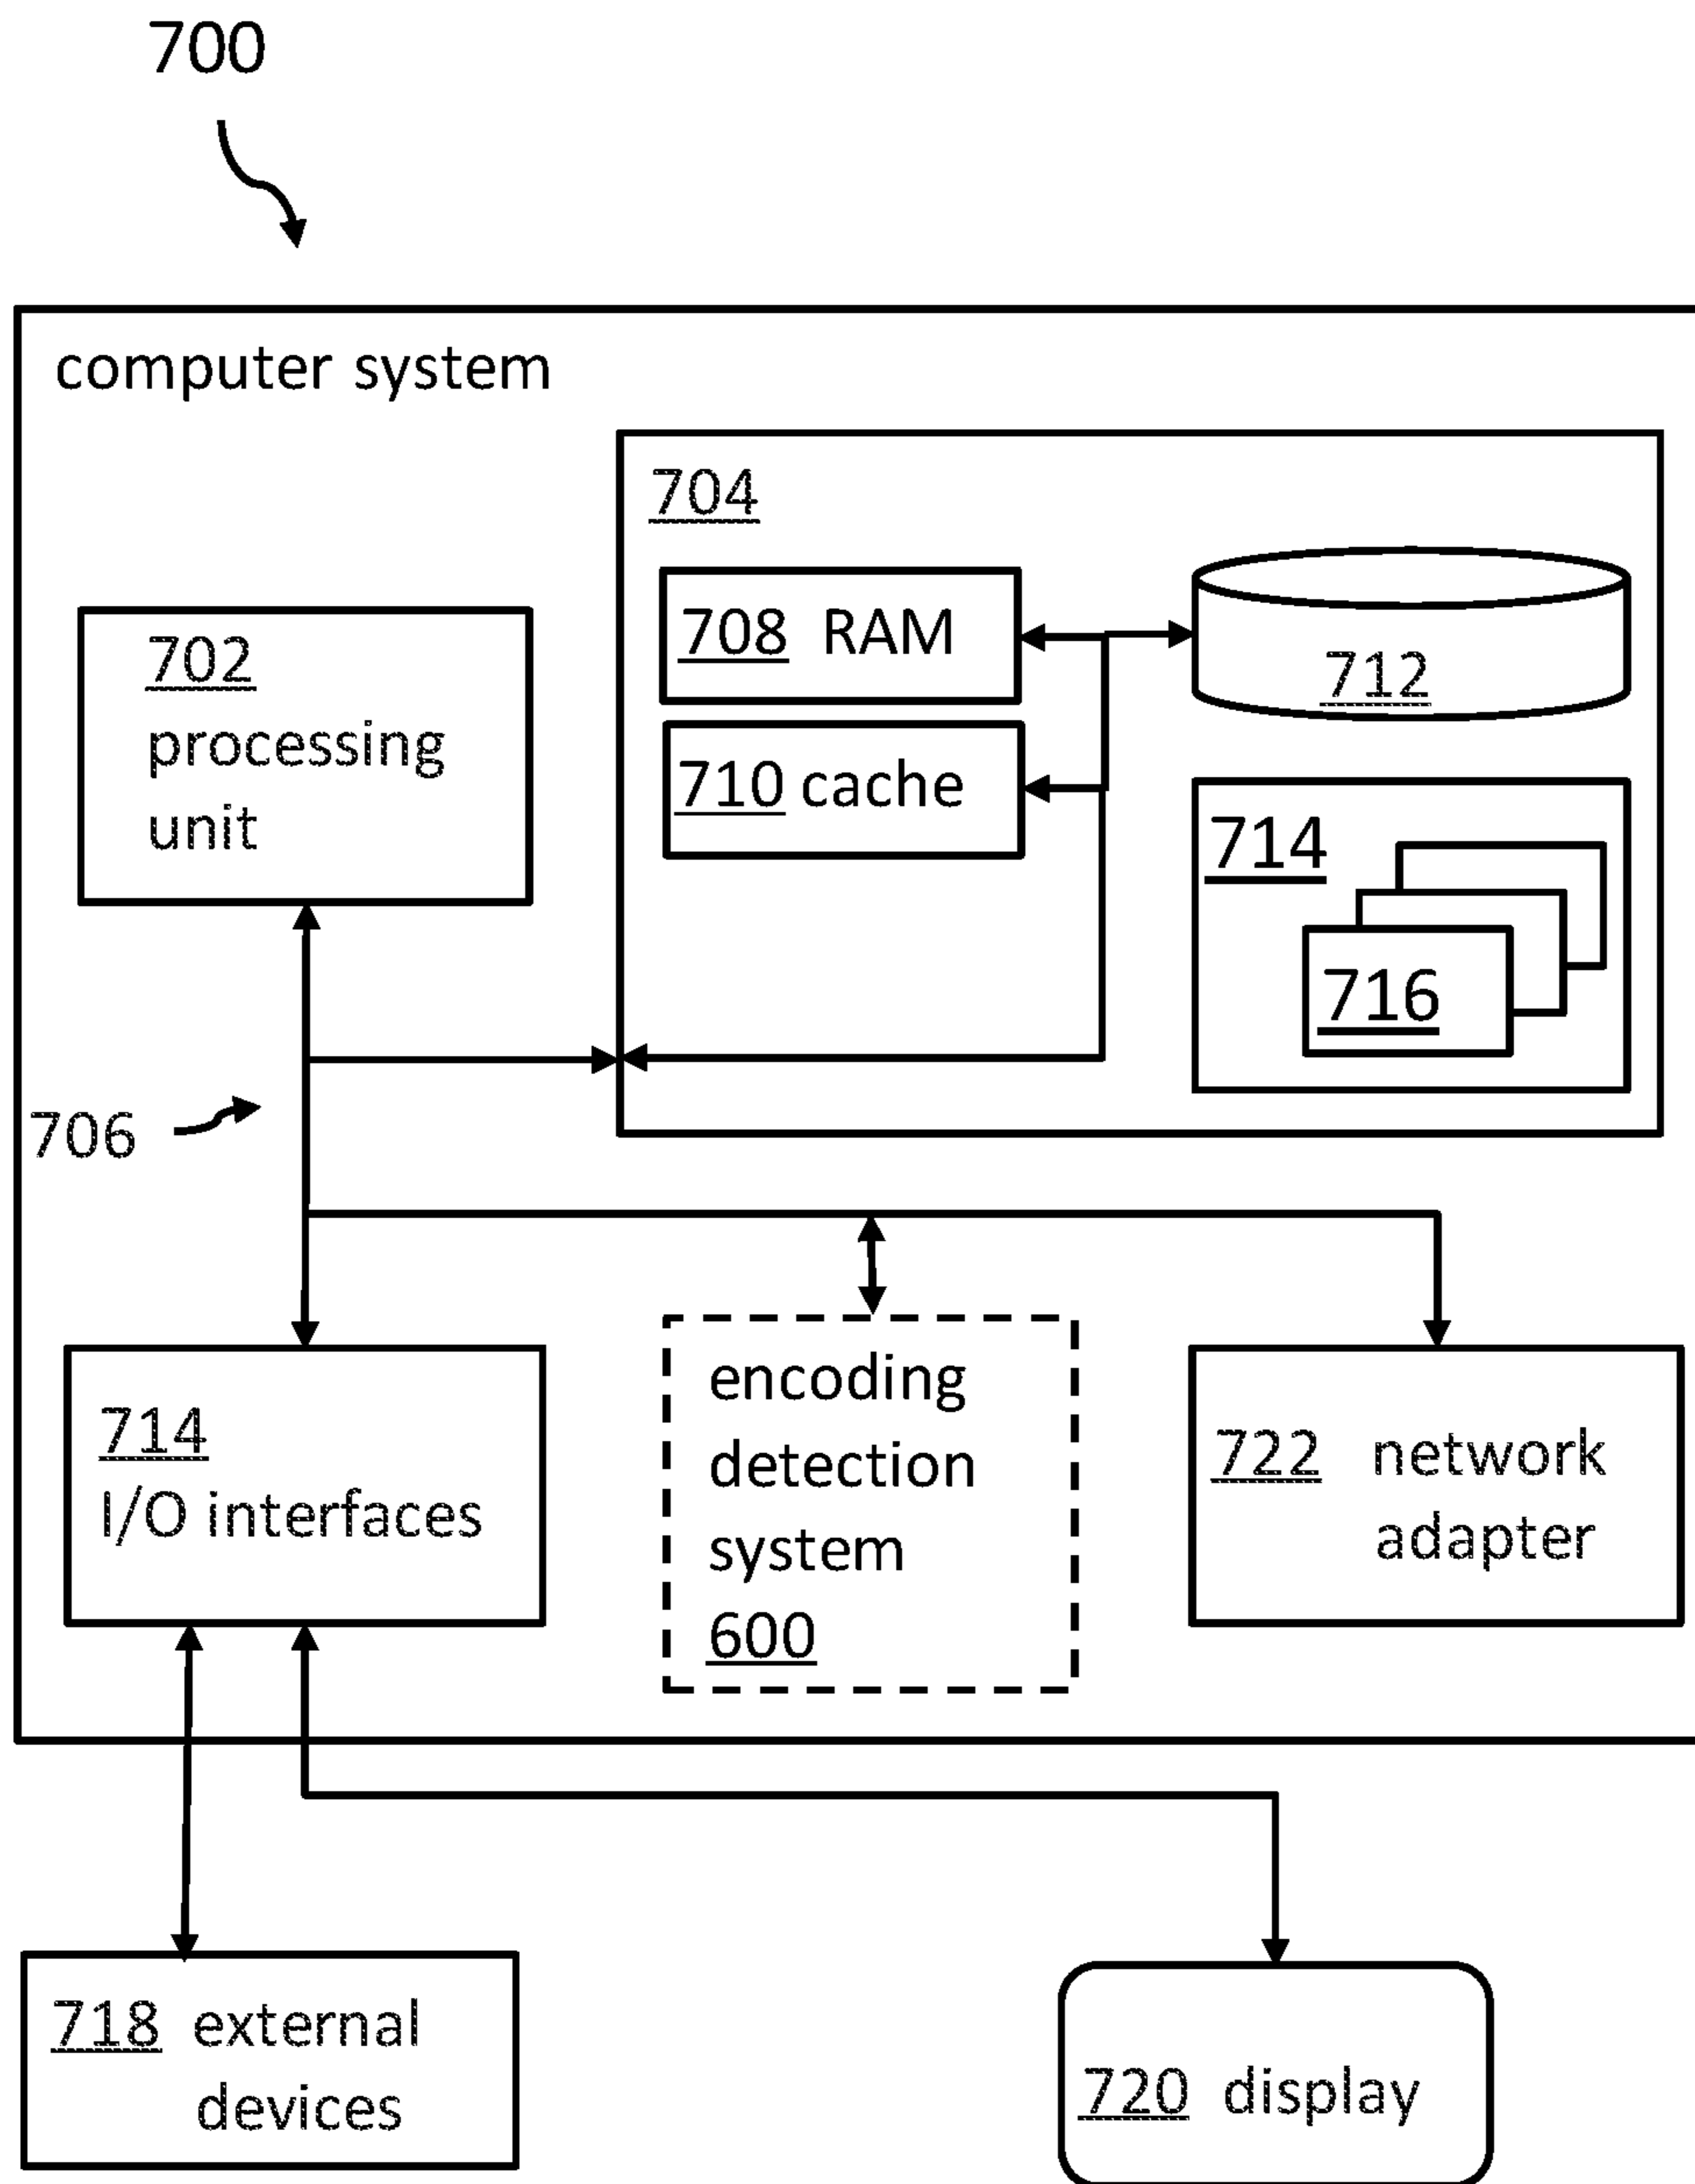 700
computer system
704
708 RAM
712
702
processing
unit
710 cache
714
716
706
714
I/O interfaces
encoding
detection
system
600
722 network
adapter
718 external
devices
720 display